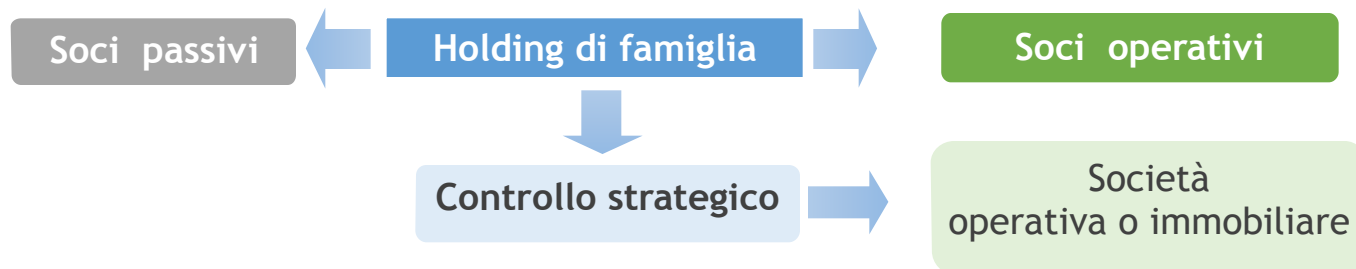 Soci passivi
Holding di famiglia
Soci operativi
Controllo strategico
Società
operativa o immobiliare